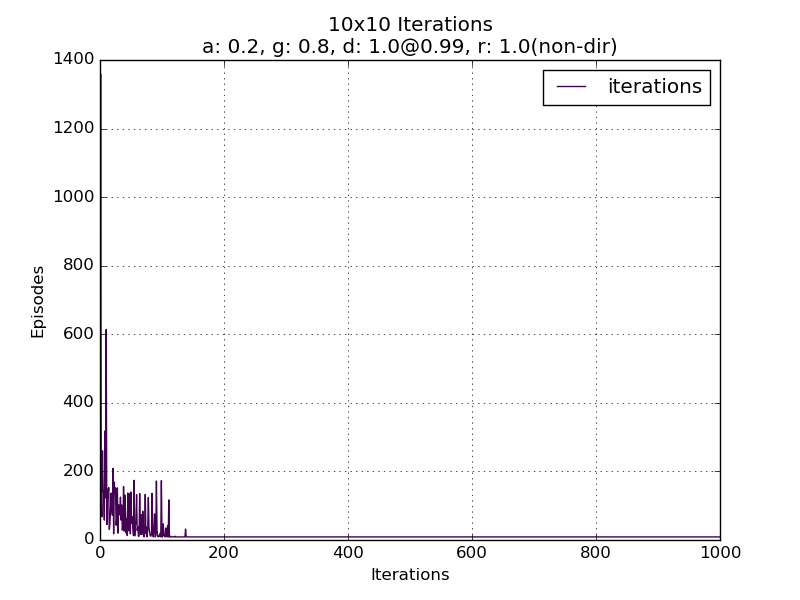 10x10 Iterations
a: 0.2, g: 0.8, d: 1.0@0.99, r: 1.0(non-dir)
1400
1200
1000
800
600
400
200
0
Episodes
iterations
0 200 400 600 800 1000
Iterations